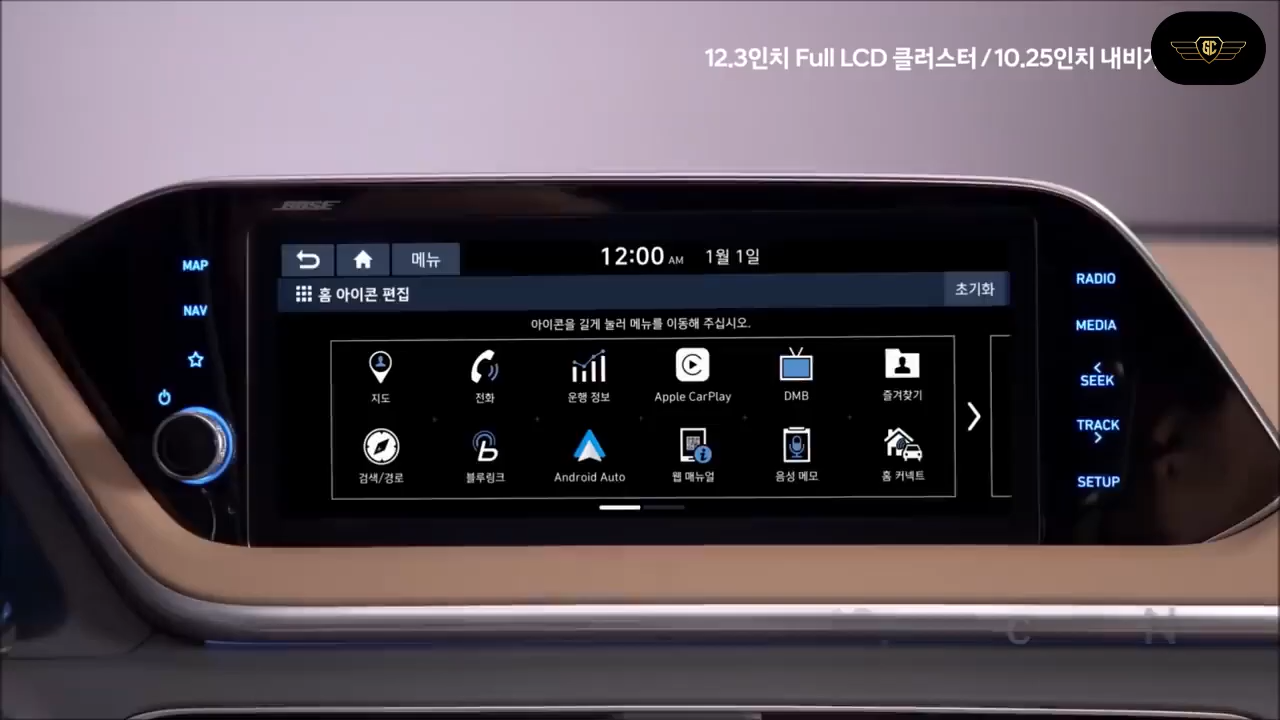 12.3인치 Full LCD 클러스터 / 10.25인치
GC
BOSE
MAP
NAV
메뉴
12:00 AM 1월 1일
홈 아이콘 편집
초기화
아이콘을 길게 눌러 메뉴를 이동해 주십시오.
지도
전화
운행 정보
Apple CarPlay
DMB
즐겨찾기
검색/경로
블루링크
Android Auto
웹 매뉴얼
음성 메모
홈 커넥트
RADIO
MEDIA
SEEK
TRACK
SETUP